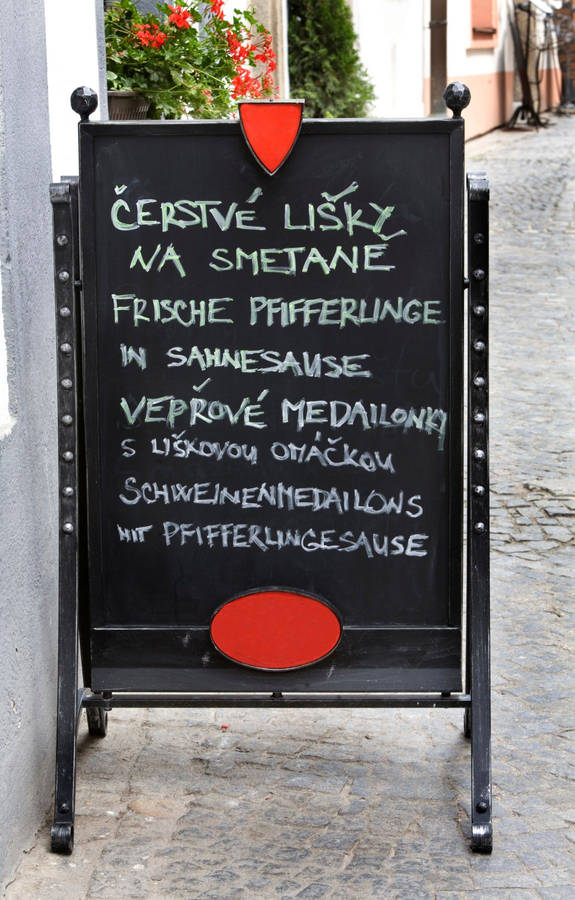 ČERSTVÉ LIŠKY
NA SMETANĚ
FRISCHE PFIFFERLINGE
IN SAHNESAUSE
VEPŘOVÉ MEDAILONKY
S LIŠKOVOU OMÁČKOU
SCHWEINENMEDAILONS
MIT PFIFFERLINGESAUSE